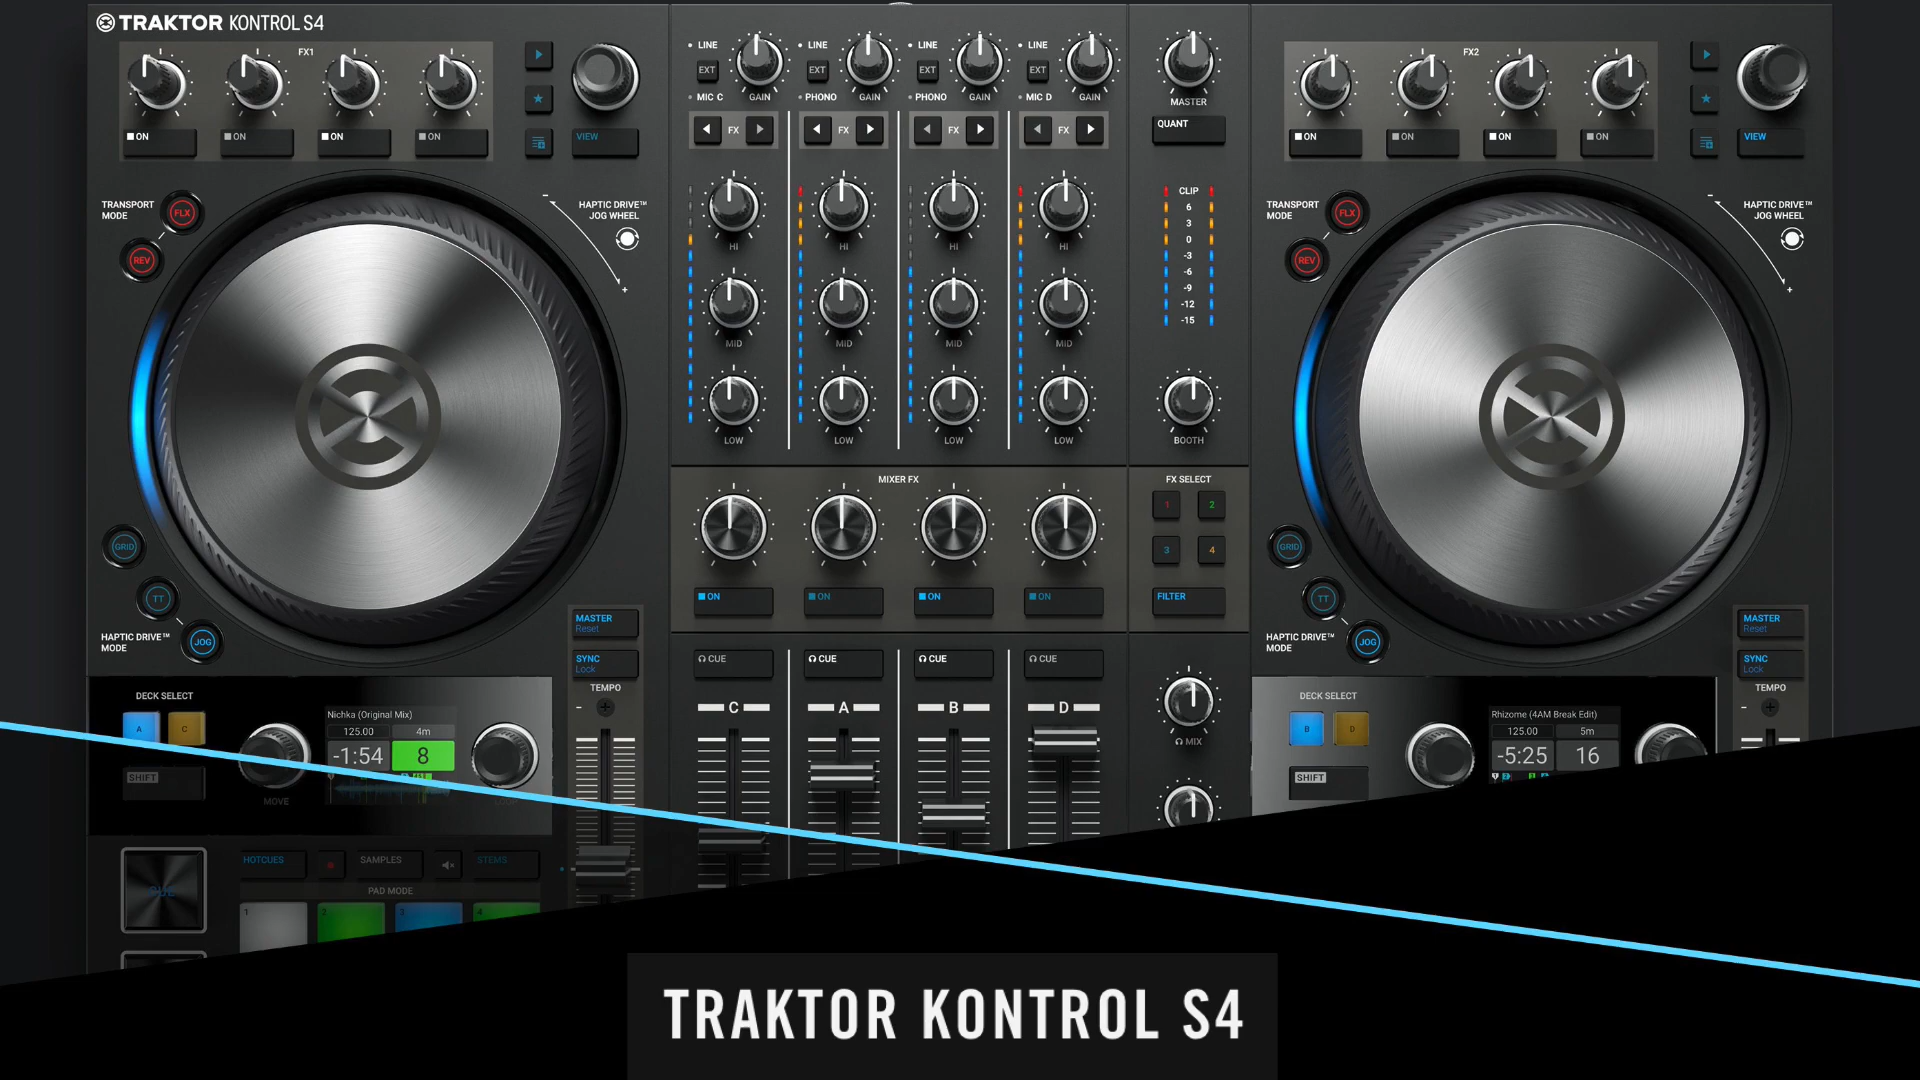 TRAKTOR KONTROL S4
FX1
ON
ON
ON
ON
VIEW
TRANSPORT
MODE
FLX
REV
HAPTIC DRIVE™
JOG WHEEL
-
+
GRID
TT
JOG
HAPTIC DRIVE™
MODE
MASTER
Reset
SYNC
Lock
TEMPO
-
DECK SELECT
A
C
SHIFT
MOVE
Nichka (Original Mix)
125.00
4m
-1:54
8
CUE
HOTCUES
SAMPLES
STEMS
PAD MODE
1
2
3
4
LINE
EXT
MIC C
GAIN
LINE
EXT
PHONO
GAIN
LINE
EXT
PHONO
GAIN
LINE
EXT
MIC D
GAIN
FX
FX
FX
FX
HI
HI
HI
HI
MID
MID
MID
MID
LOW
LOW
LOW
LOW
MIXER FX
ON
ON
ON
ON
CUE
CUE
CUE
CUE
C
A
B
D
MASTER
QUANT
CLIP
6
3
0
-3
-6
-9
-12
-15
BOOTH
FX SELECT
1
2
3
4
FILTER
MIX
FX2
ON
ON
ON
ON
VIEW
TRANSPORT
MODE
FLX
REV
HAPTIC DRIVE™
JOG WHEEL
-
+
GRID
TT
JOG
HAPTIC DRIVE™
MODE
MASTER
Reset
SYNC
Lock
TEMPO
-
DECK SELECT
B
D
SHIFT
Rhizome (4AM Break Edit)
125.00
5m
-5:25
16
TRAKTOR KONTROL S4